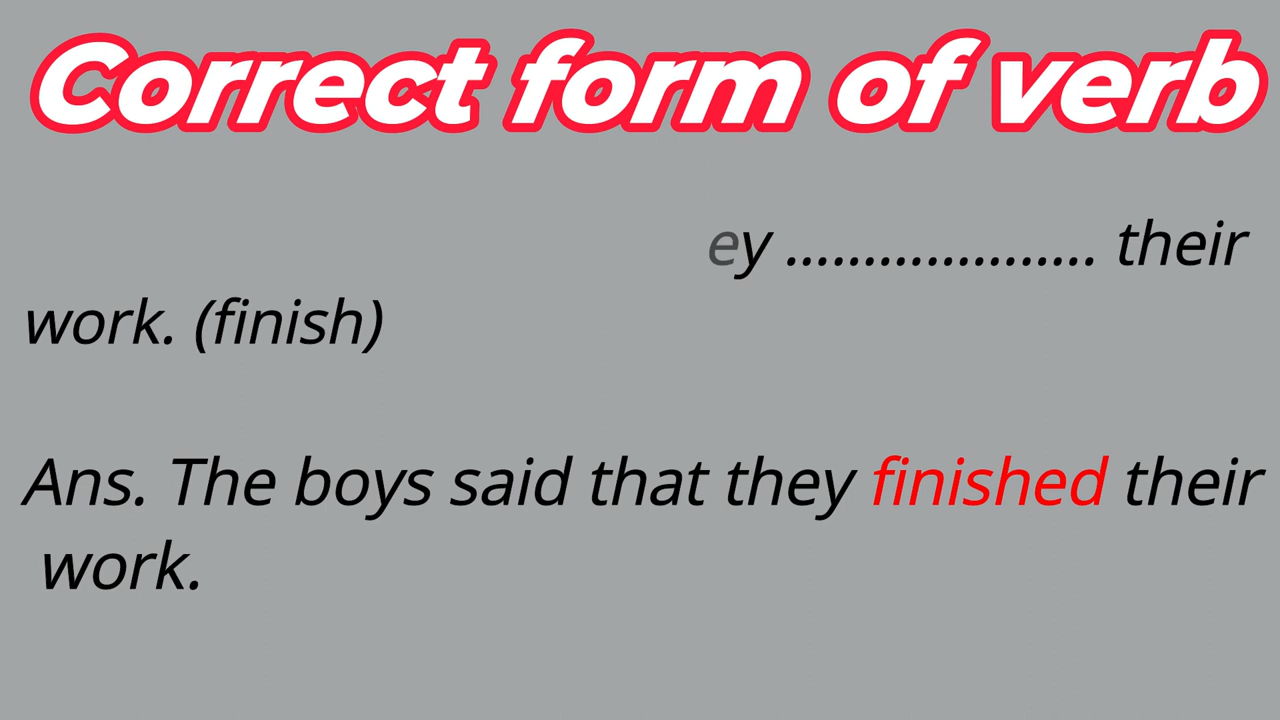 Correct form of verb
ey ................... their
work. (finish)
Ans. The boys said that they finished their
work.